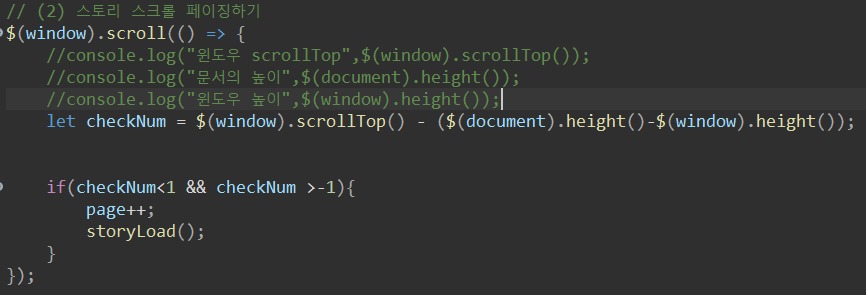 // (2) 스토리 스크롤 페이징하기
$(window).scroll(() => {
    //console.log("윈도우 scrollTop",$(window).scrollTop());
    //console.log("문서의 높이",$(document).height());
    //console.log("윈도우 높이",$(window).height());
    let checkNum = $(window).scrollTop() - ($(document).height()-$(window).height());
    if(checkNum<1 && checkNum >-1){
        page++;
        storyLoad();
    }
});